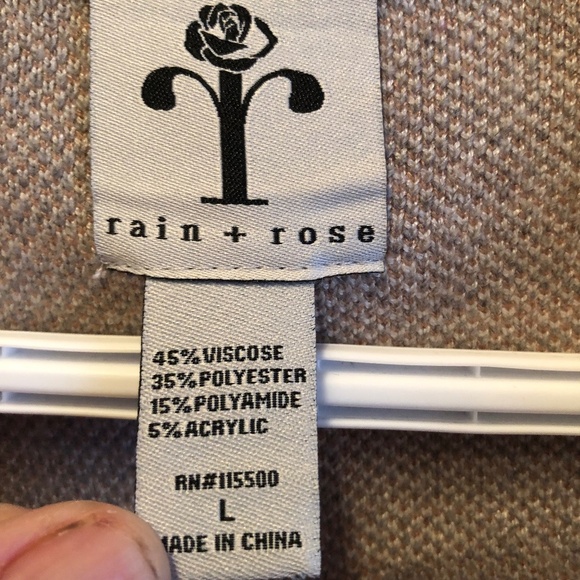 rain + rose
45% VISCOSE
35% POLYESTER
15% POLYAMIDE
5% ACRYLIC
RN#115500
L
MADE IN CHINA